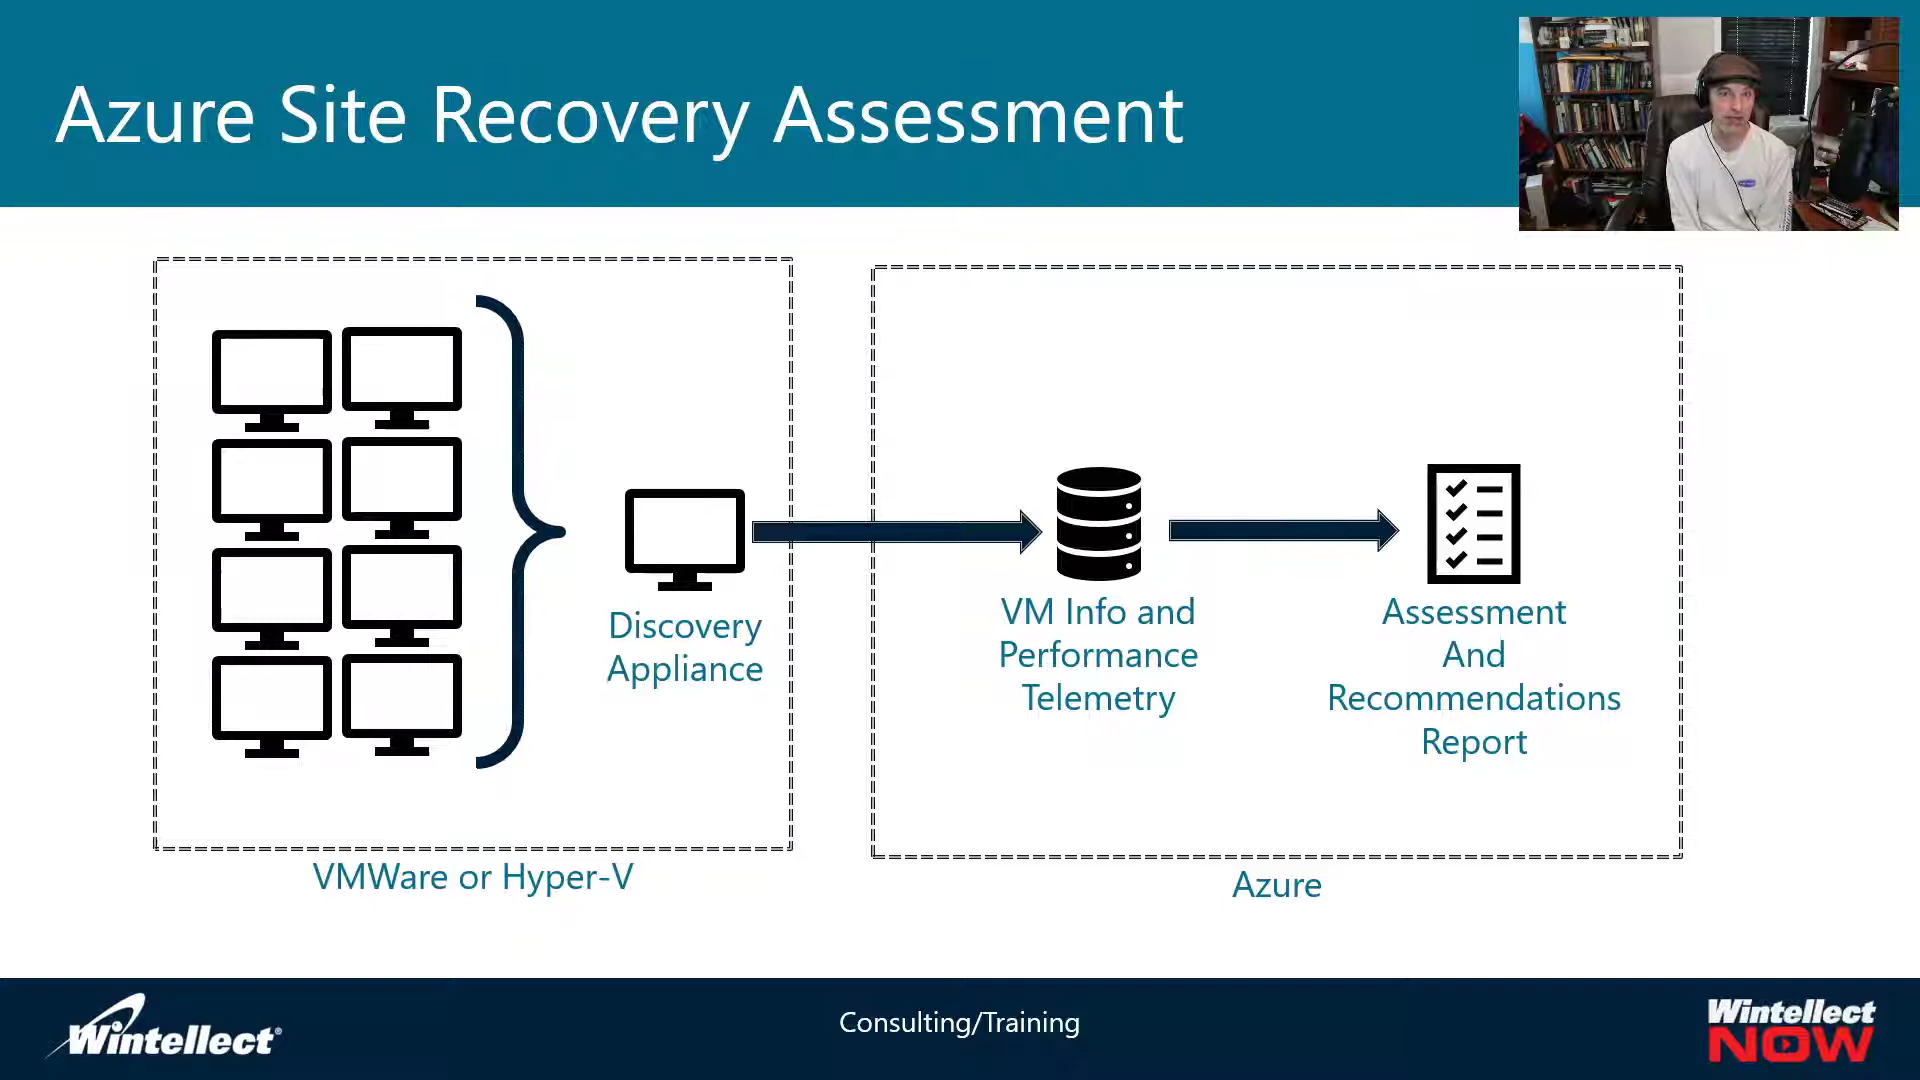 Azure Site Recovery Assessment
Discovery
Appliance
VMWare or Hyper-V
VM Info and
Performance
Telemetry
Assessment
And
Recommendations
Report
Azure
Wintellect®
Consulting/Training
Wintellect
NOW